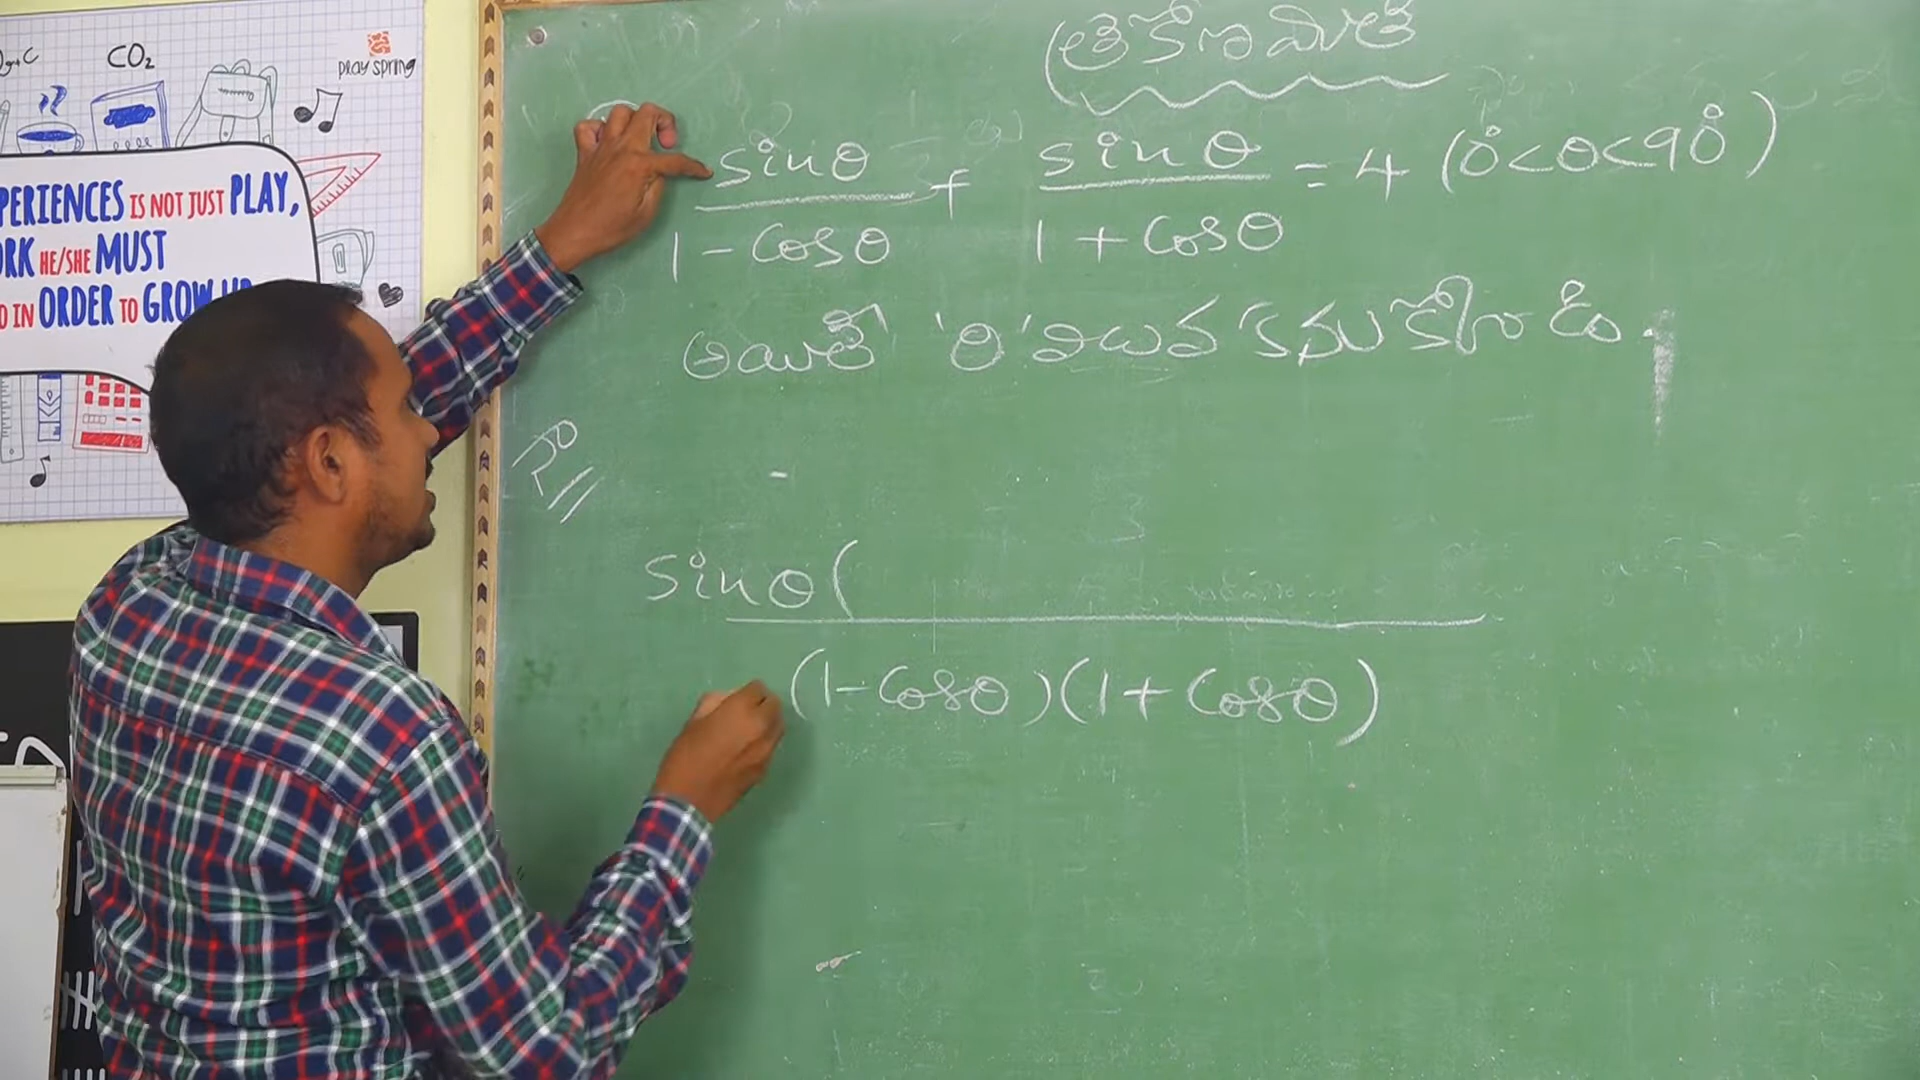 CO₂
play spring
PERIENCES IS NOT JUST PLAY,
ORK HE/SHE MUST
D IN ORDER TO GROW UP
త్రికోణమితి
sinθ/1-cosθ + sinθ/1+cosθ = 4 (0°<θ<90°)
అయితే 'θ' విలువ కనుకోండి.
సా
sinθ(
(1-cosθ)(1+cosθ)